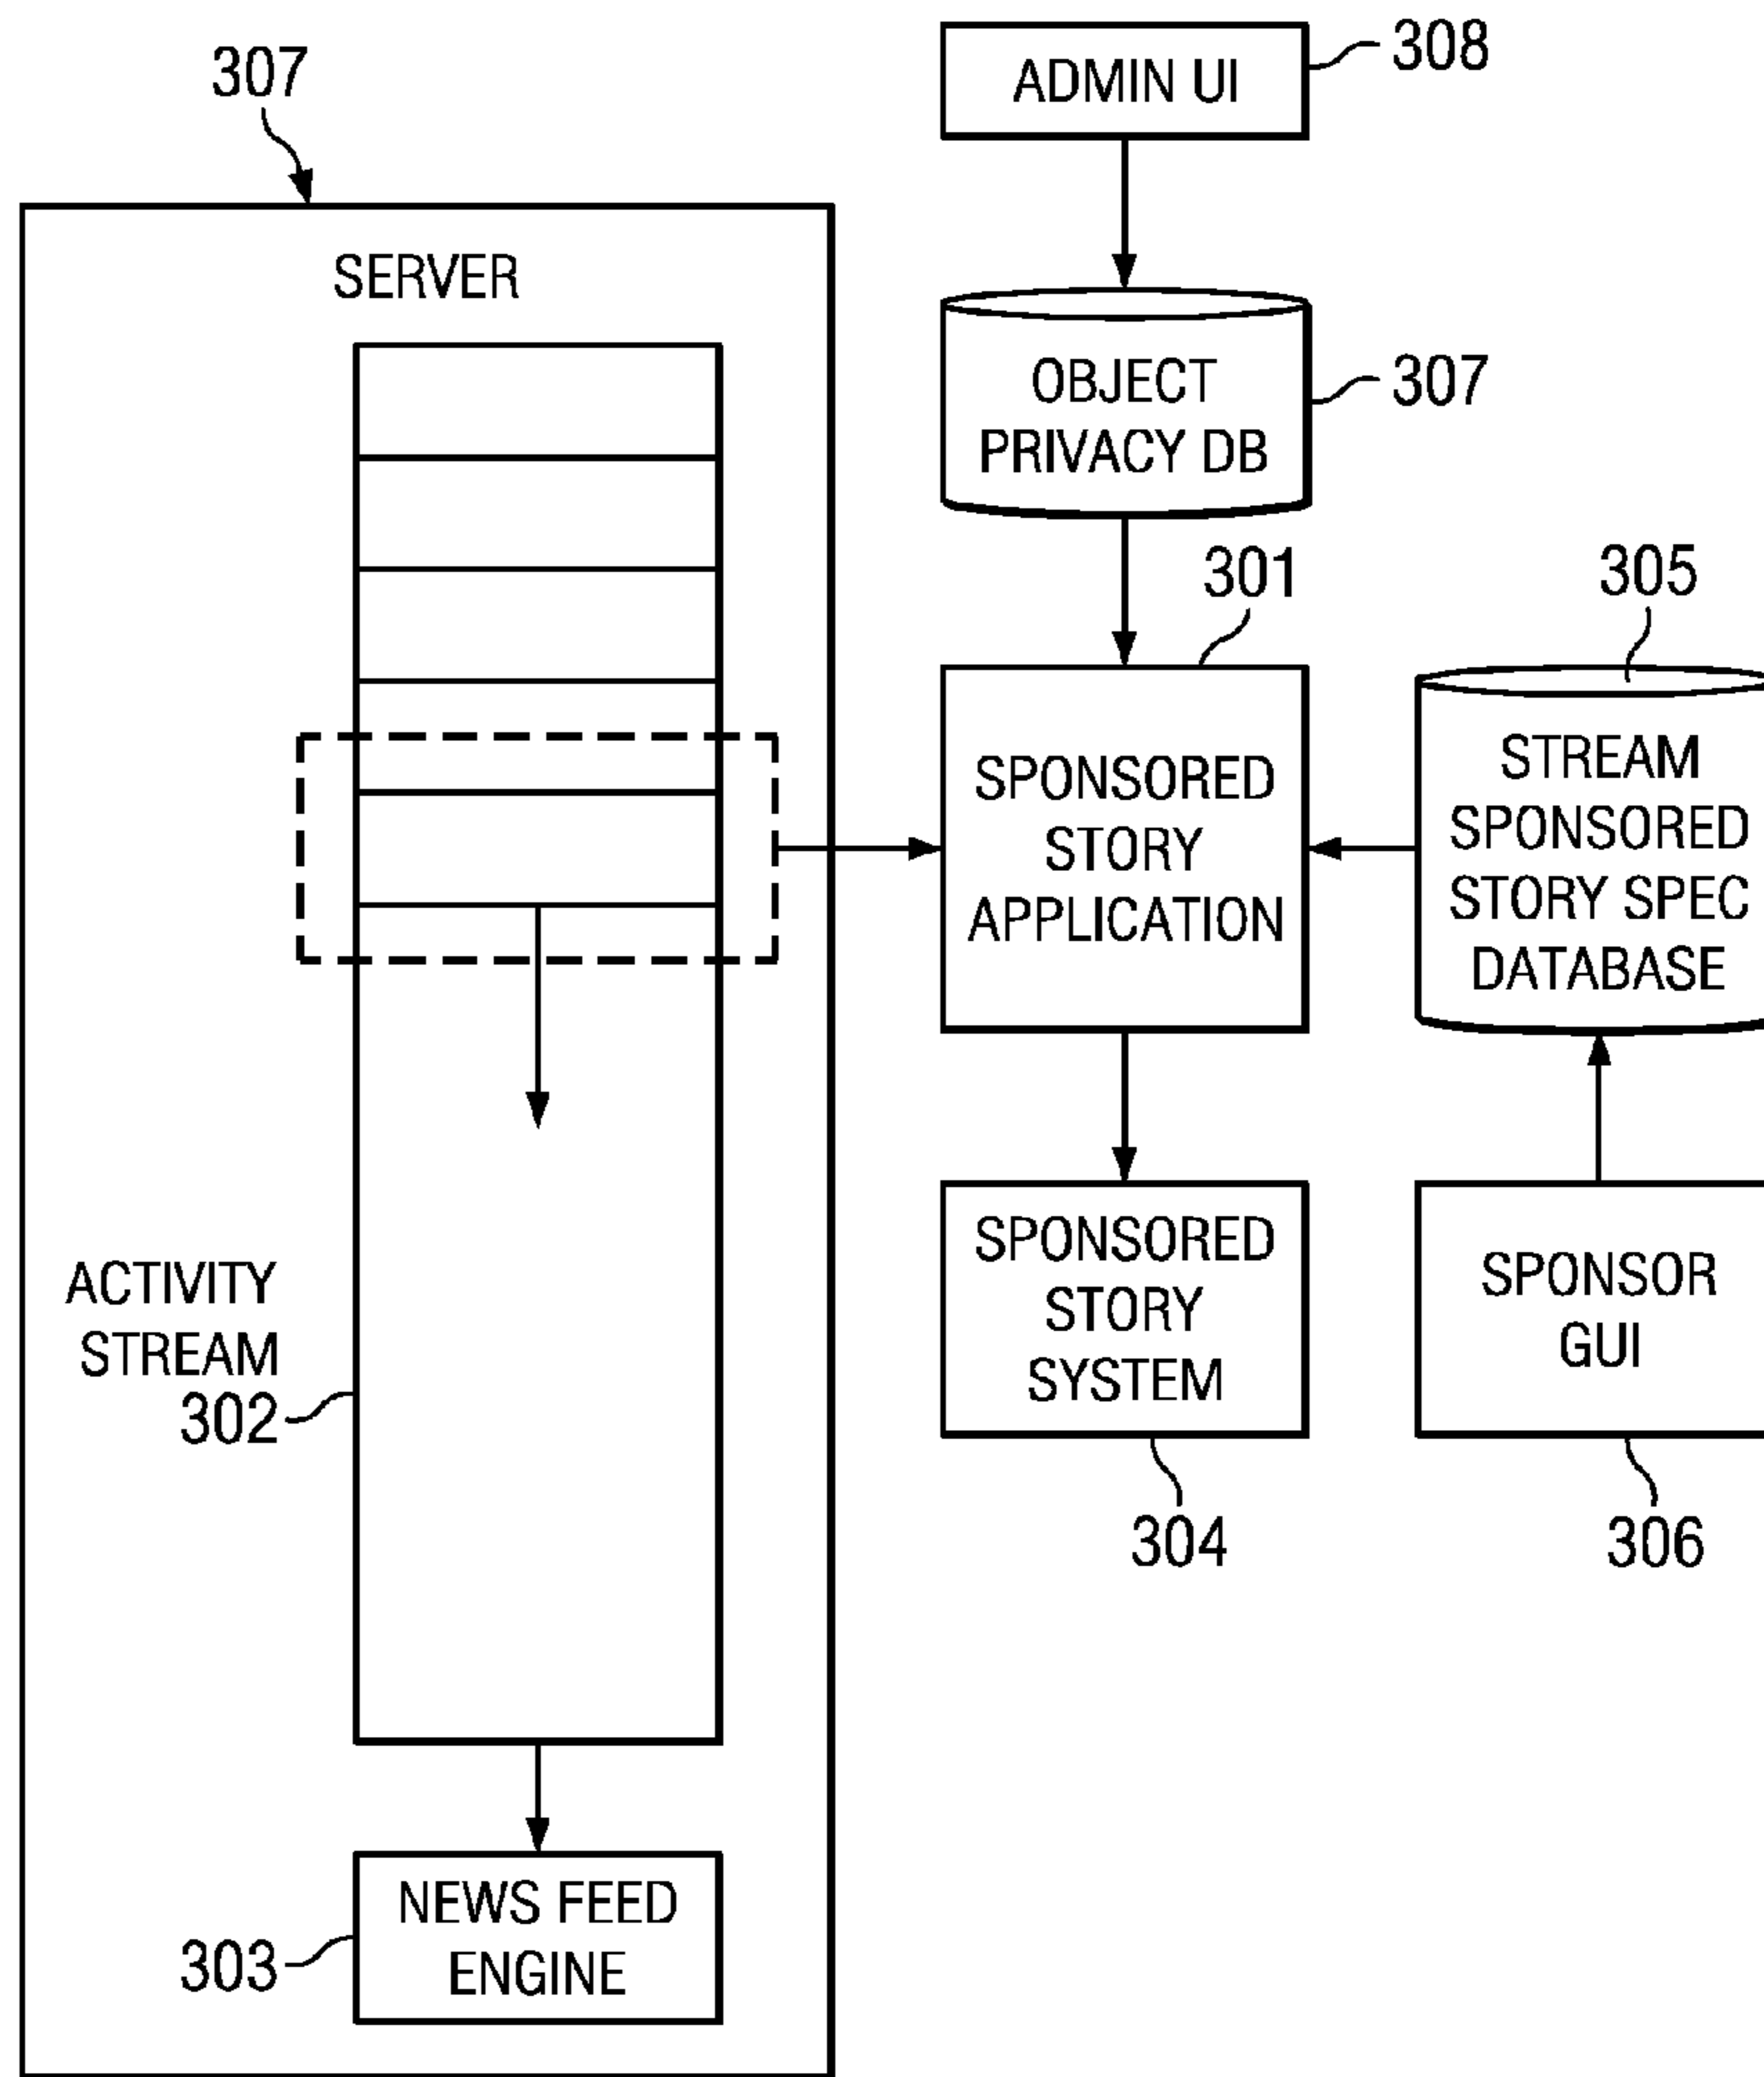 307
SERVER
ACTIVITY
STREAM
302
NEWS FEED
ENGINE
303
ADMIN UI
308
OBJECT
PRIVACY DB
307
301
SPONSORED
STORY
APPLICATION
305
STREAM
SPONSORED
STORY SPEC
DATABASE
SPONSORED
STORY
SYSTEM
304
SPONSOR
GUI
306